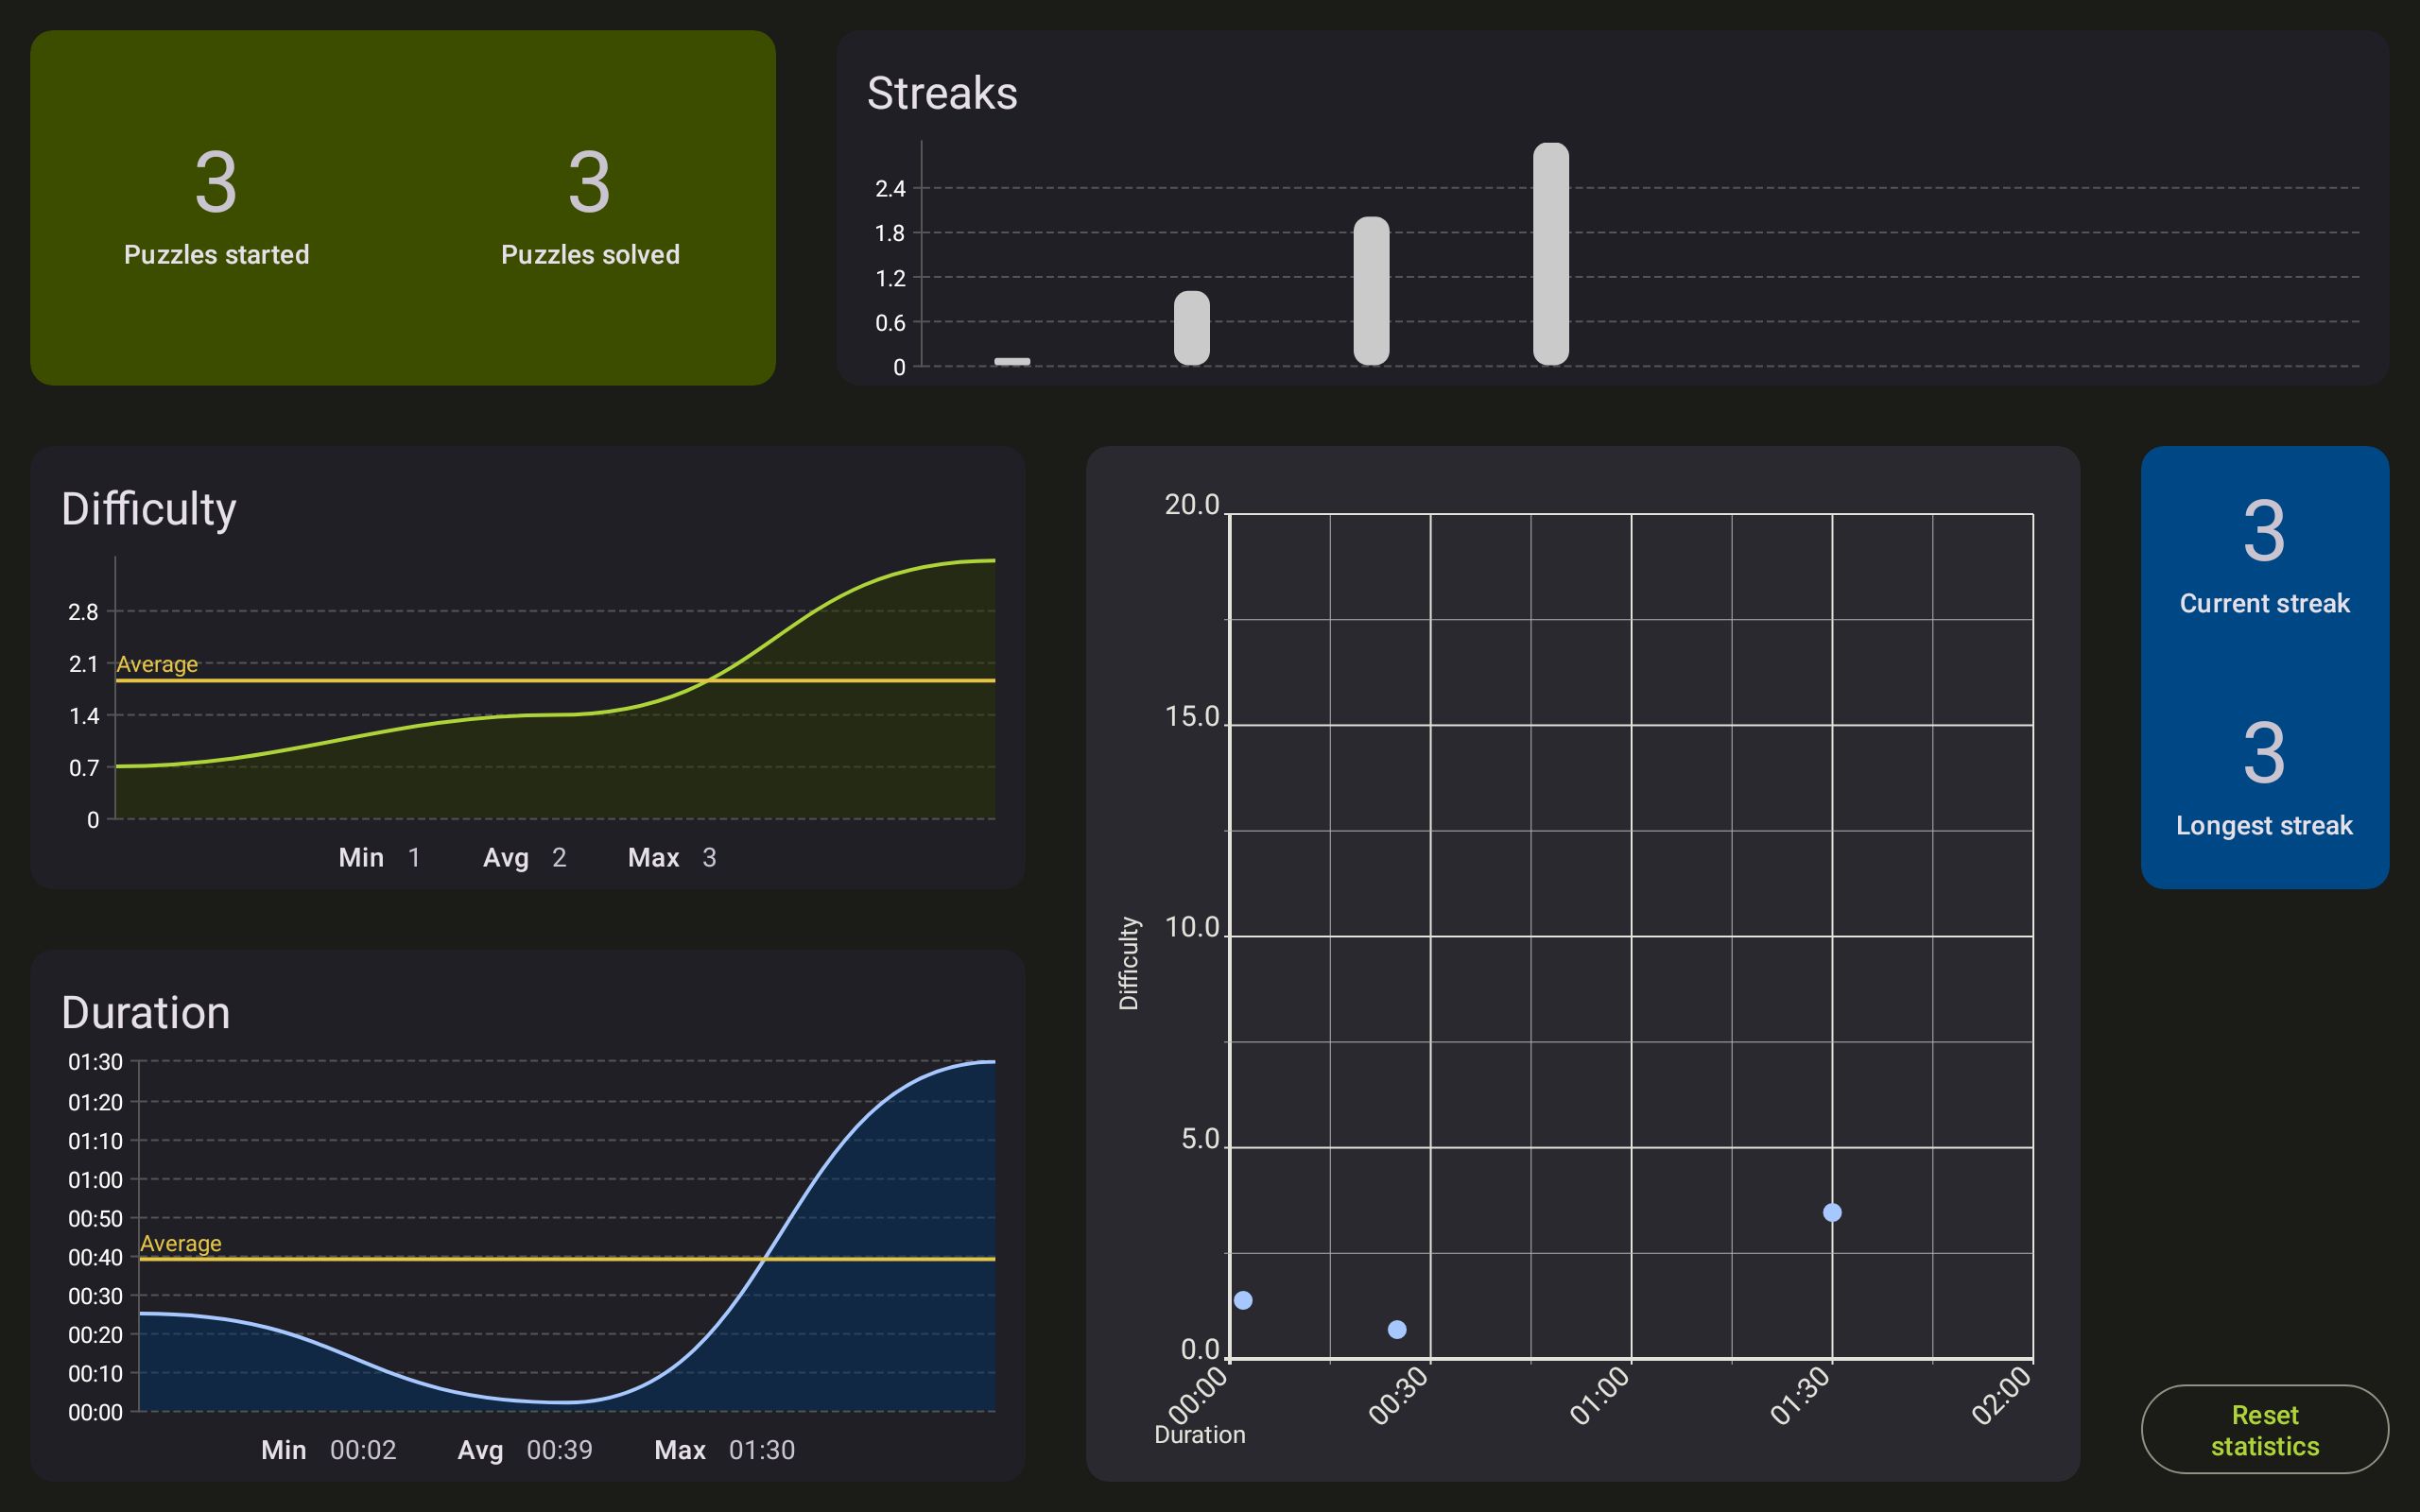 3
Puzzles started
3
Puzzles solved
Streaks
2.4
1.8
1.2
0.6
0
Difficulty
2.8
2.1
Average
1.4
0.7
0
Min 1 Avg 2 Max 3
Duration
01:30
01:20
01:10
01:00
00:50
Average
00:40
00:30
00:20
00:10
00:00
Min 00:02 Avg 00:39 Max 01:30
20.0
15.0
10.0
Difficulty
5.0
0.0
00:00 00:30 01:00 01:30 02:00
Duration
3
Current streak
3
Longest streak
Reset
statistics